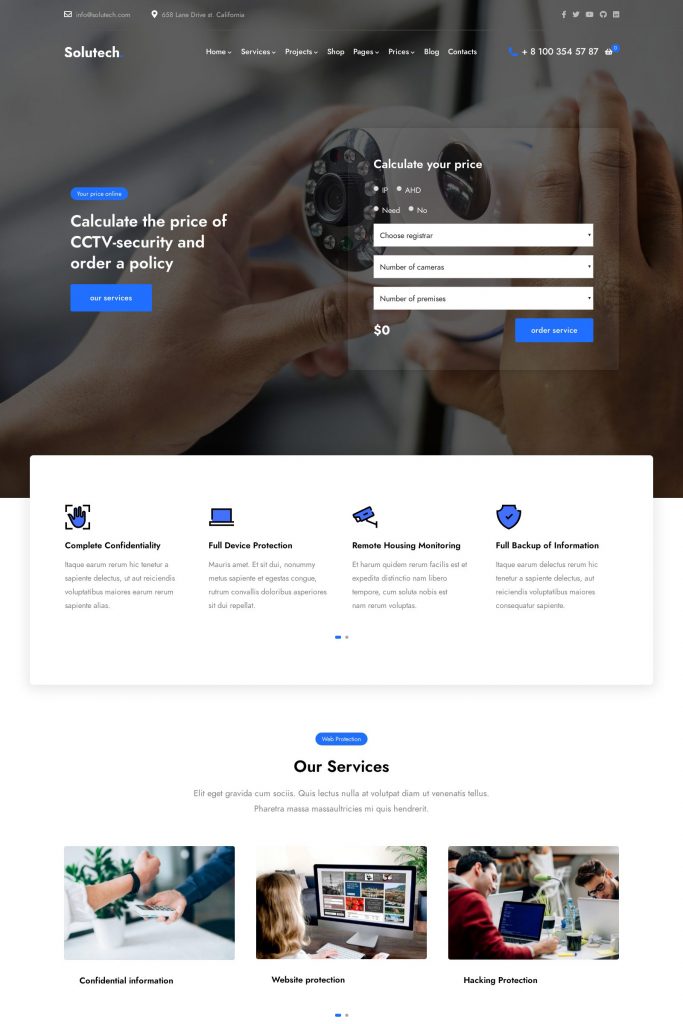 info@solutech.com 658 Lane Drive st. California
Solutech.
Home Services Projects Shop Pages Prices Blog Contacts + 8 100 354 57 87 0
Your price online
Calculate the price of
CCTV-security and
order a policy
our services
Calculate your price
IP AHD
Need No
Choose registrar
Number of cameras
Number of premises
$0 order service
Complete Confidentiality
Itaque earum rerum hic tenetur a
sapiente delectus, ut aut reiciendis
voluptatibus maiores earum rerum
sapiente alias.
Full Device Protection
Mauris amet. Et sit dui, nonummy
metus sapiente et egestas congue,
rutrum convallis doloribus asperiores
sit dui repellat.
Remote Housing Monitoring
Et harum quidem rerum facilis est et
expedita distinctio nam libero
tempore, cum soluta nobis est
nam rerum voluptas.
Full Backup of Information
Itaque earum delectus rerum hic
tenetur a sapiente delectus, aut
reiciendis voluptatibus maiores
consequatur sapiente.
Web Protection
Our Services
Elit eget gravida cum sociis. Quis lectus nulla at volutpat diam ut venenatis tellus.
Pharetra massa massaultricies mi quis hendrerit.
Confidential information
Website protection
Hacking Protection